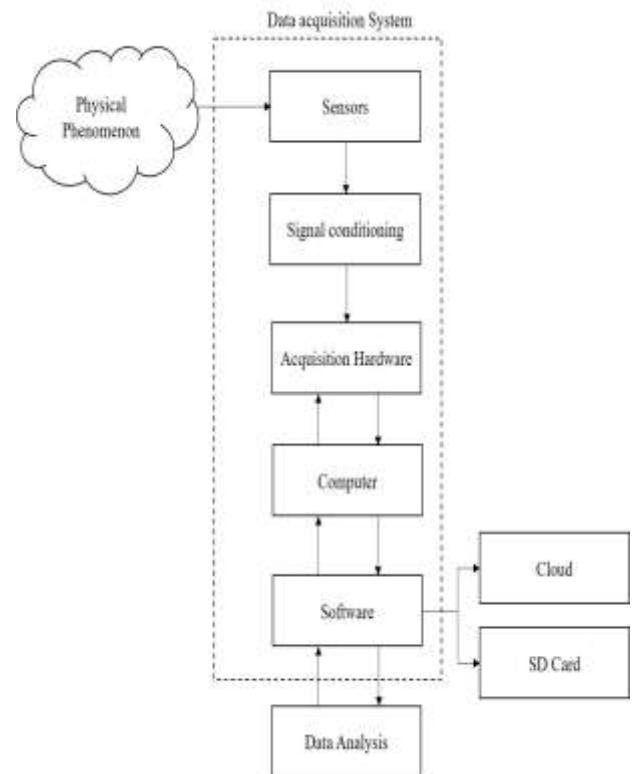 Data acquisition System
Physical
Phenomenon
Sensors
Signal conditioning
Acquisition Hardware
Computer
Software
Cloud
SD Card
Data Analysis